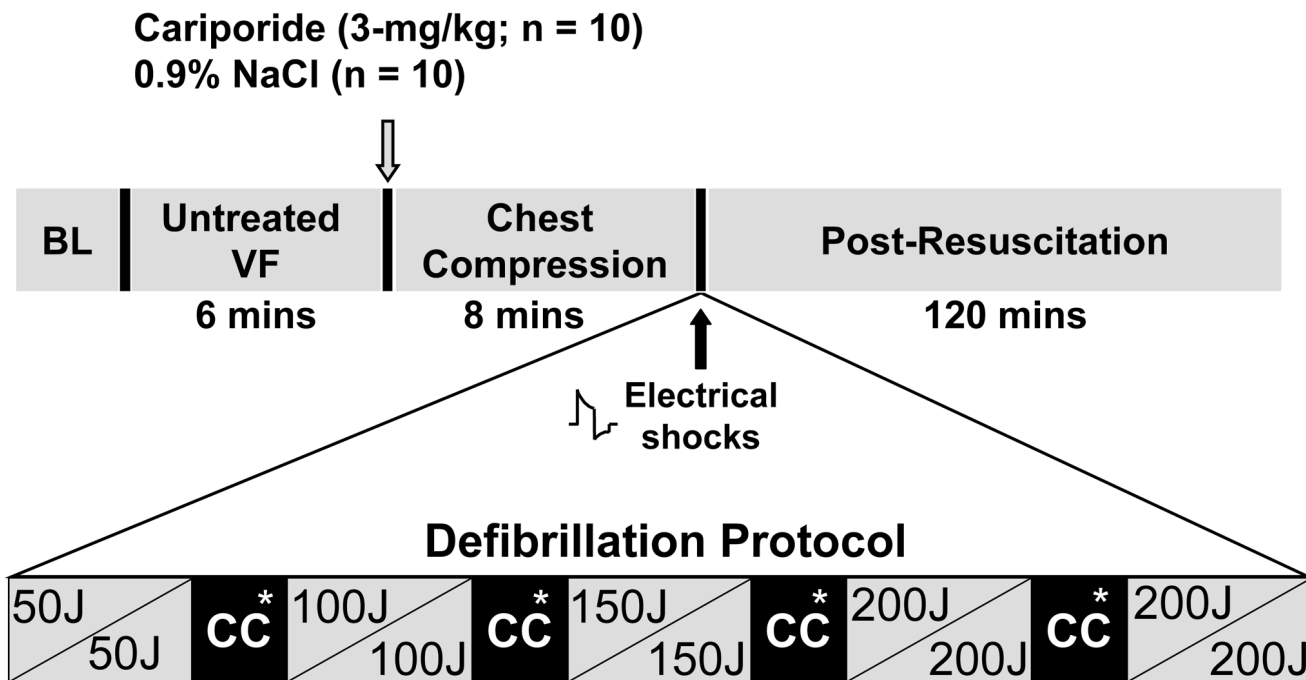 Cariporide (3-mg/kg; n = 10)
0.9% NaCl (n = 10)
BL
Untreated
VF
Chest
Compression
Post-Resuscitation
6 mins
8 mins
120 mins
Electrical
shocks
Defibrillation Protocol
50J
50J
CC*
100J
100J
CC*
150J
150J
CC*
200J
200J
CC*
200J
200J